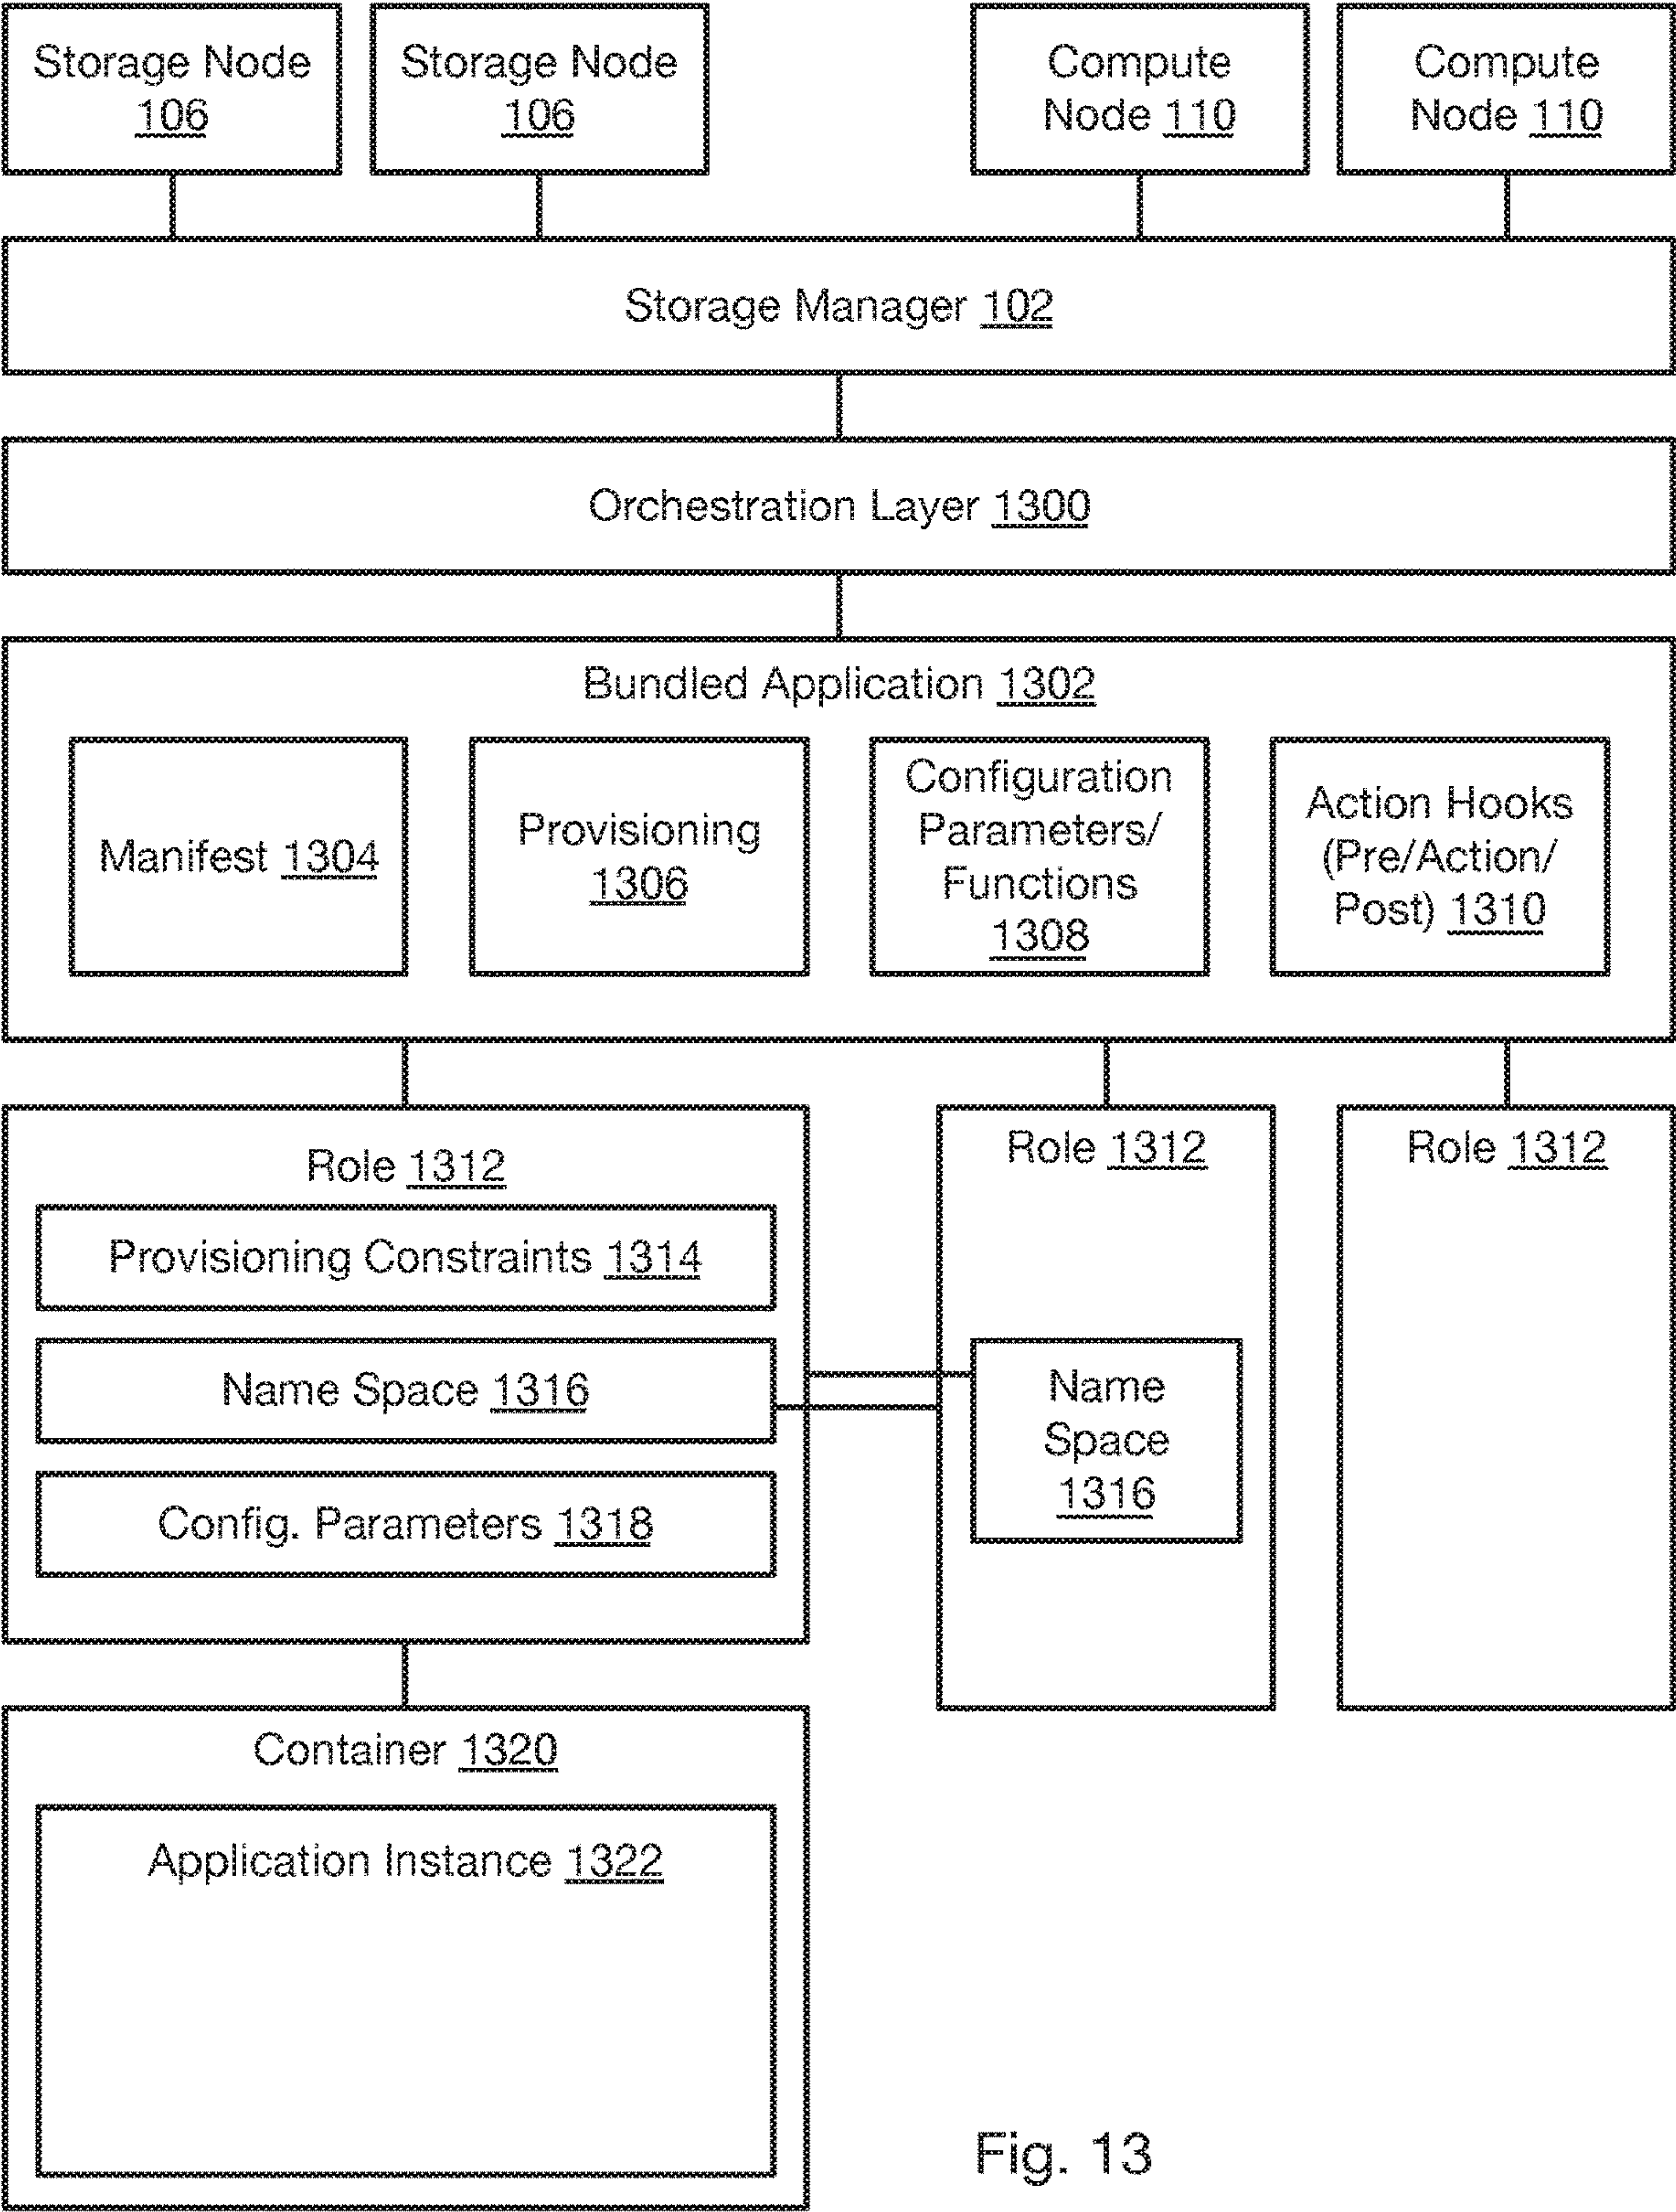 Storage Node
106
Storage Node
106
Compute
Node 110
Compute
Node 110
Storage Manager 102
Orchestration Layer 1300
Bundled Application 1302
Manifest 1304
Provisioning
1306
Configuration
Parameters/
Functions
1308
Action Hooks
(Pre/Action/
Post) 1310
Role 1312
Provisioning Constraints 1314
Name Space 1316
Config. Parameters 1318
Role 1312
Name
Space
1316
Role 1312
Container 1320
Application Instance 1322
Fig. 13